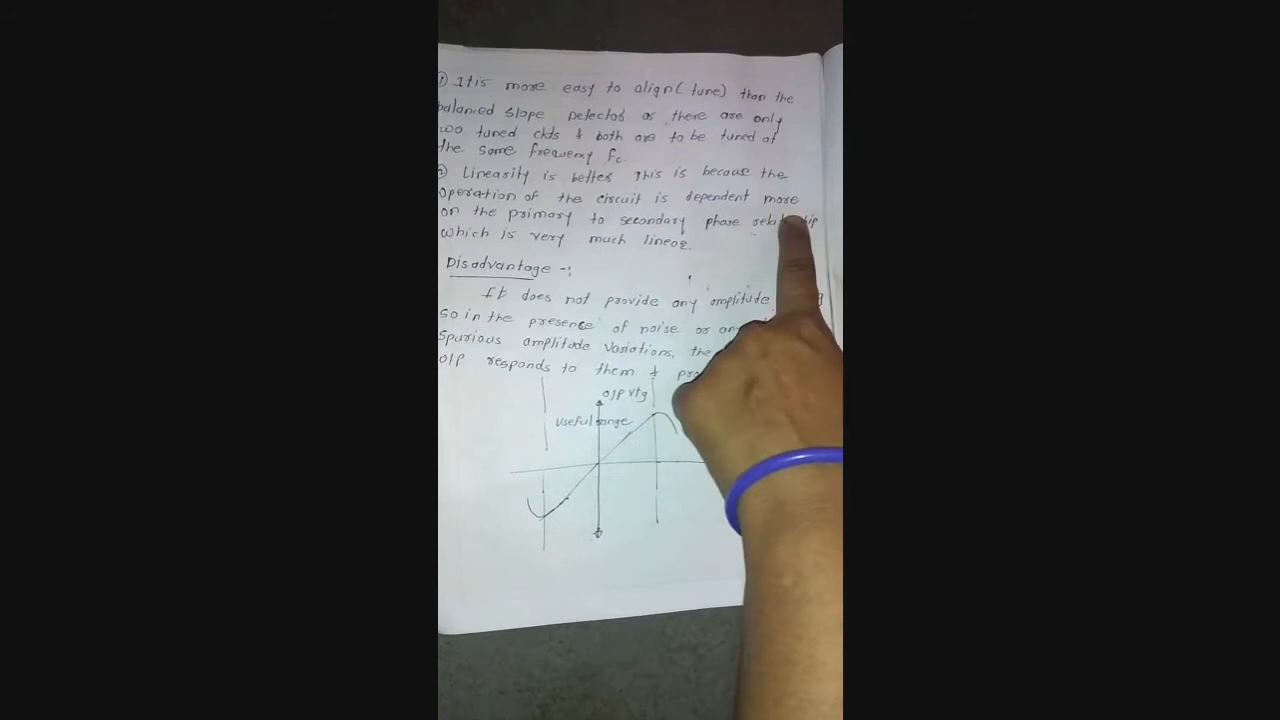 ① It is more easy to align (tune) than the
balanced slope Detector as there are only
two tuned ckts & both are to be tuned at
the same frequency fc.
② Linearity is better This is because the
operation of the circuit is dependent more
on the primary to secondary phase relationship
which is very much linear.
Disadvantage -:
It does not provide any amplitude
so in the presence of noise or any
spurious amplitude variations, the
o/p responds to them &
o/p vtg
Useful range